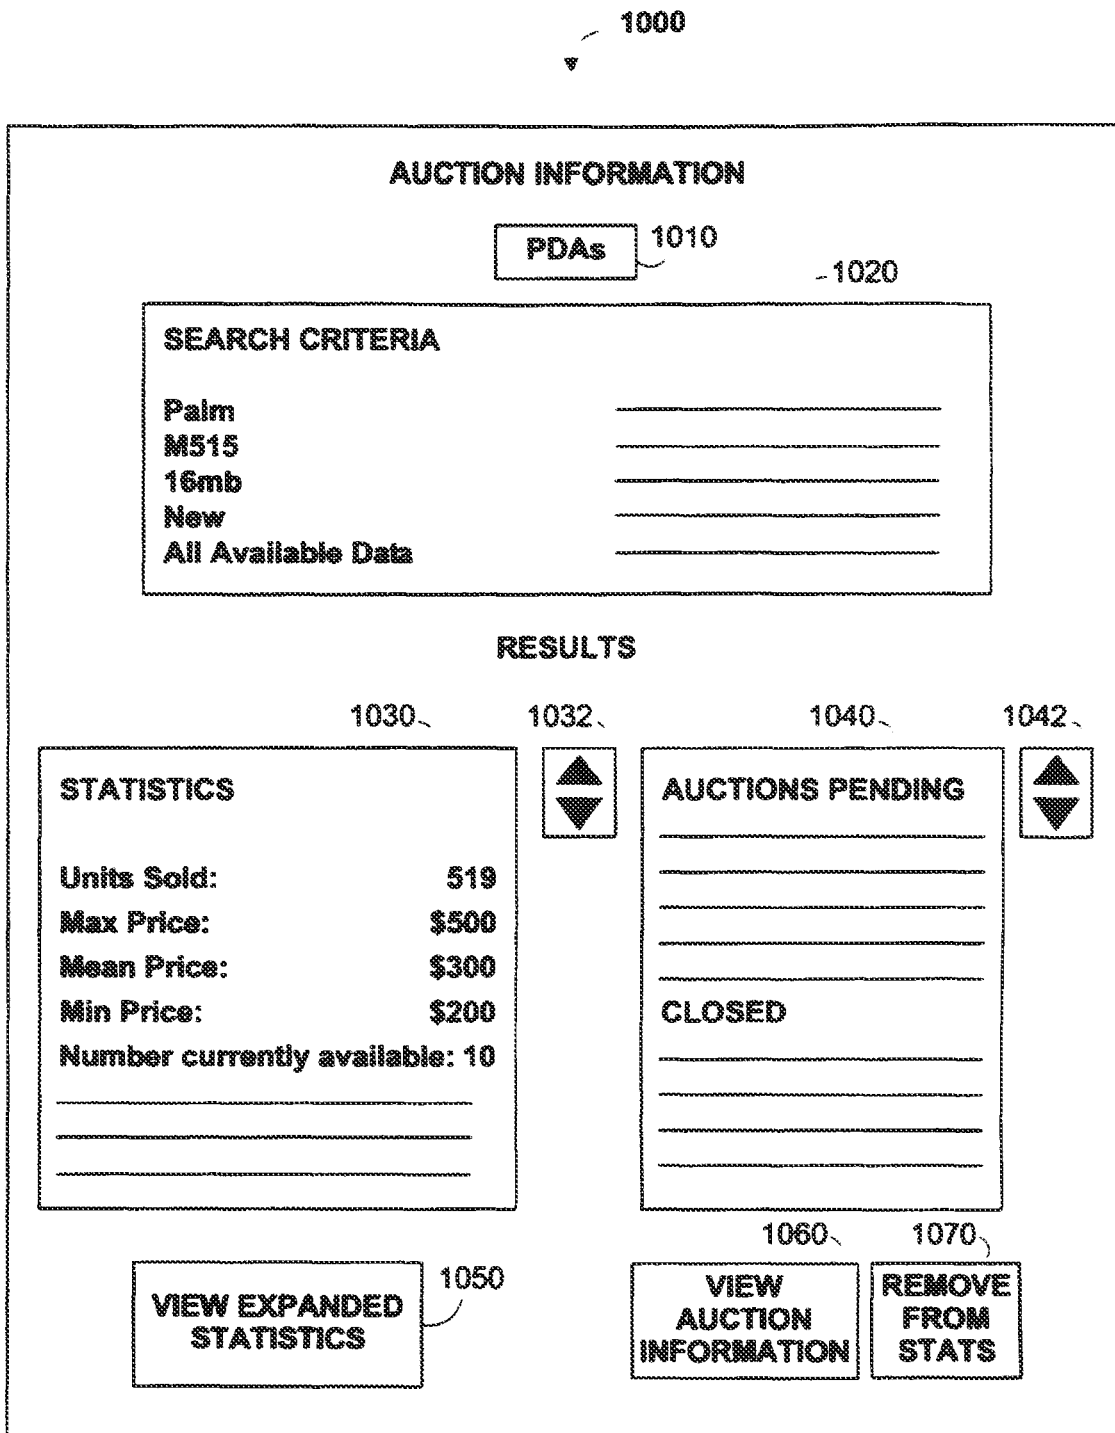 1000
AUCTION INFORMATION
PDAs
1010
1020
SEARCH CRITERIA
Palm
M515
16mb
New
All Available Data
RESULTS
1030
1032
1040
1042
STATISTICS
Units Sold: 519
Max Price: $500
Mean Price: $300
Min Price: $200
Number currently available: 10
AUCTIONS PENDING
CLOSED
1050
VIEW EXPANDED
STATISTICS
1060
1070
VIEW
AUCTION
INFORMATION
REMOVE
FROM
STATS